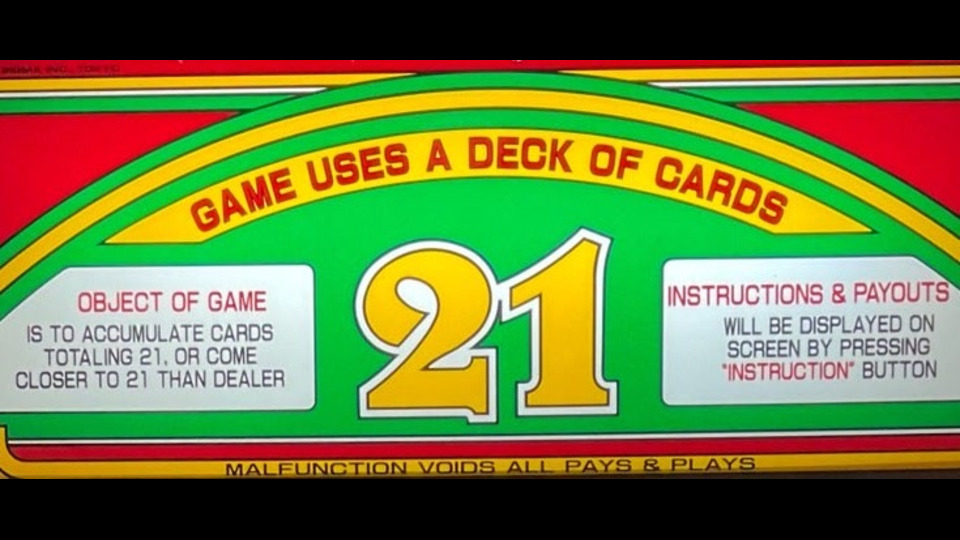 GAME USES A DECK OF CARDS
21
OBJECT OF GAME
IS TO ACCUMULATE CARDS
TOTALING 21, OR COME
CLOSER TO 21 THAN DEALER
INSTRUCTIONS & PAYOUTS
WILL BE DISPLAYED ON
SCREEN BY PRESSING
"INSTRUCTION" BUTTON
MALFUNCTION VOIDS ALL PAYS & PLAYS